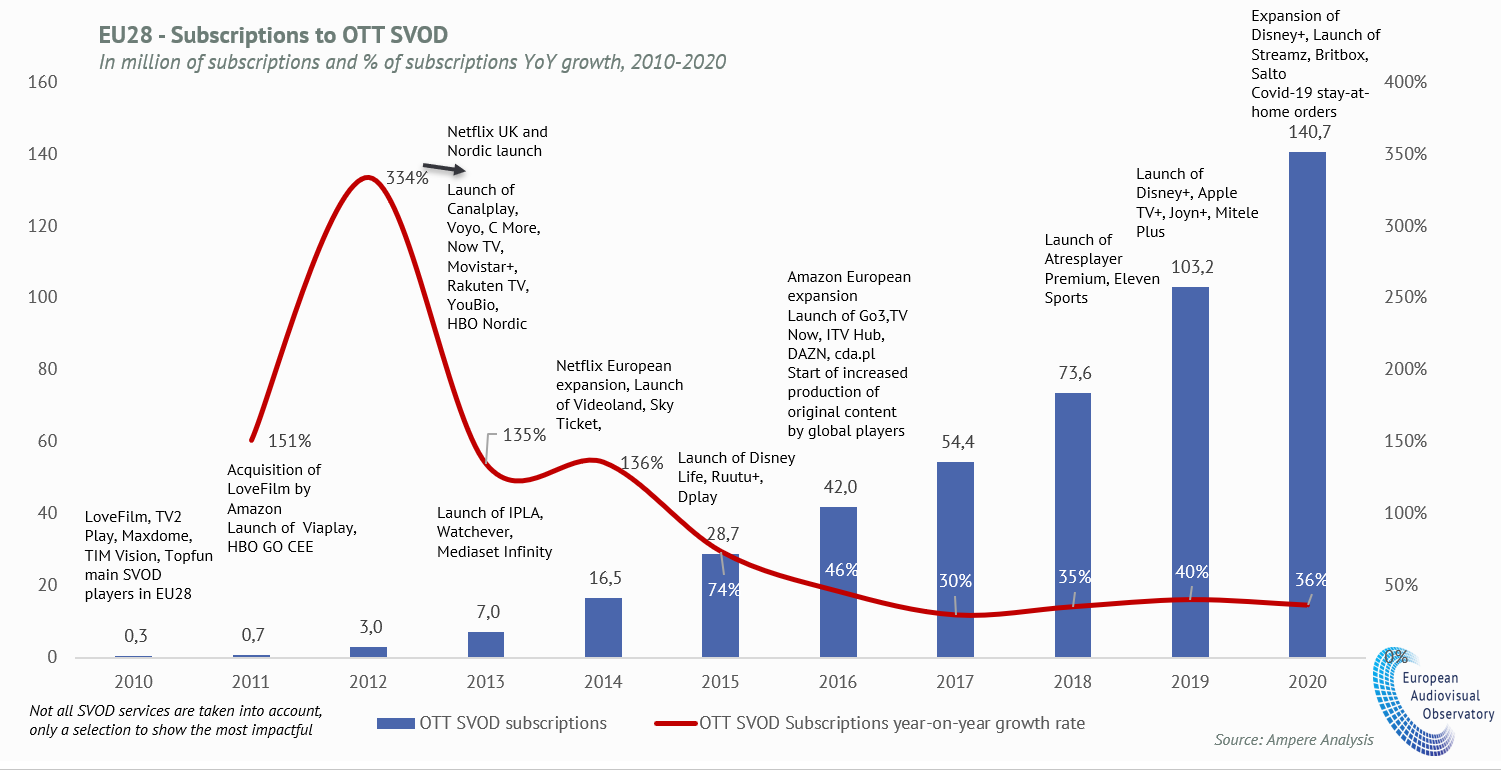 EU28 - Subscriptions to OTT SVOD
In million of subscriptions and % of subscriptions YoY growth, 2010-2020
160
140
120
100
80
60
40
20
0
400%
350%
300%
250%
200%
150%
100%
50%
0%
LoveFilm, TV2
Play, Maxdome,
TIM Vision, Topfun
main SVOD
players in EU28
0,3
151%
Acquisition of
LoveFilm by
Amazon
Launch of Viaplay,
HBO GO CEE
0,7
334%
Netflix UK and
Nordic launch
Launch of
Canalplay,
Voyo, C More,
Now TV,
Movistar+,
Rakuten TV,
YouBio,
HBO Nordic
3,0
135%
Launch of IPLA,
Watchever,
Mediaset Infinity
7,0
Netflix European
expansion, Launch
of Videoland, Sky
Ticket,
136%
16,5
Launch of Disney
Life, Ruutu+,
Dplay
28,7
74%
Amazon European
expansion
Launch of Go3,TV
Now, ITV Hub,
DAZN, cda.pl
Start of increased
production of
original content
by global players
42,0
46%
54,4
30%
Launch of
Atresplayer
Premium, Eleven
Sports
73,6
35%
Launch of
Disney+, Apple
TV+, Joyn+, Mitele
Plus
103,2
40%
Expansion of
Disney+, Launch of
Streamz, Britbox,
Salto
Covid-19 stay-at-
home orders
140,7
36%
2010
2011
2012
2013
2014
2015
2016
2017
2018
2019
2020
Not all SVOD services are taken into account,
only a selection to show the most impactful
OTT SVOD subscriptions
OTT SVOD Subscriptions year-on-year growth rate
Source: Ampere Analysis
European
Audiovisual
Observatory